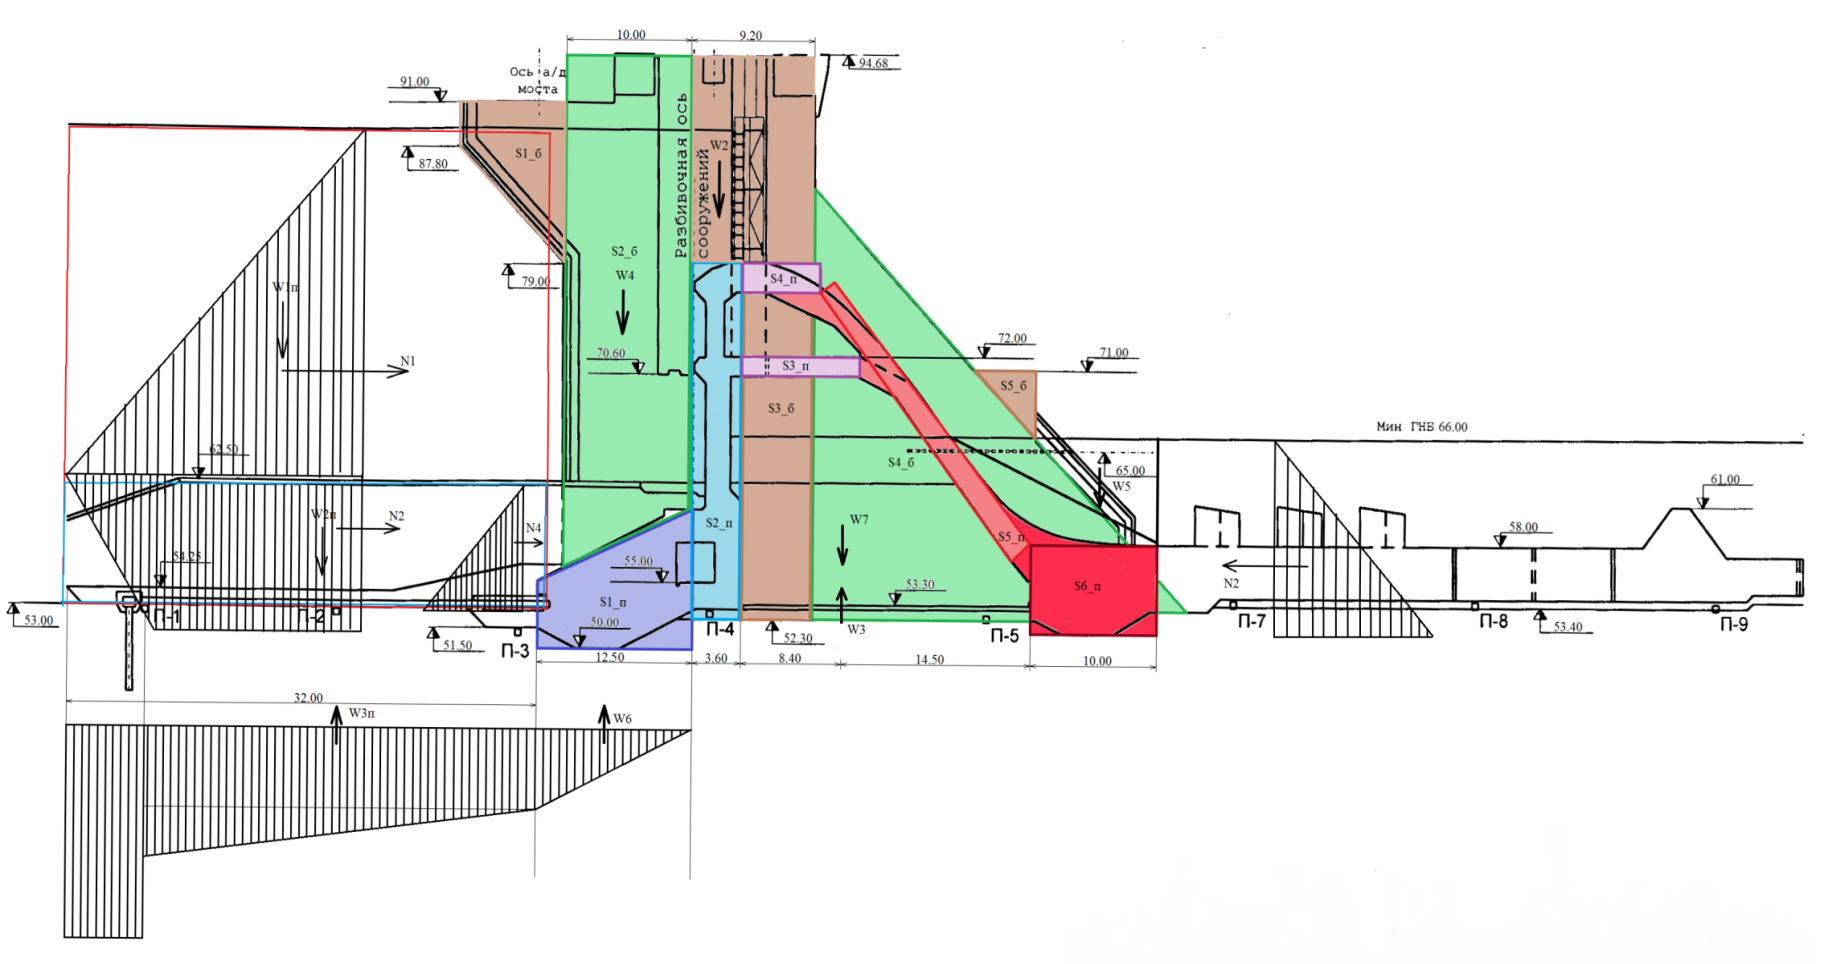 10.00
9.20
94.68
Ось а/д
моста
91.00
87.80
S1_б
W2
Разбивочная ось
сооружений
79.00
S2_б
W4
W1п
S4_п
N1
70.60
S3_п
72.00
71.00
S5_б
S3_б
Мин ГНБ 66.00
62.50
S4_б
65.00
W5
61.00
W2п
N2
N4
S2_п
W7
S5_п
58.00
54.25
55.00
53.30
S6_п
N2
53.00
П-1
П-2
S1_п
50.00
51.50
П-3
П-4
52.30
W3
П-5
П-7
П-8
53.40
П-9
12.50
3.60
8.40
14.50
10.00
32.00
W3п
W6